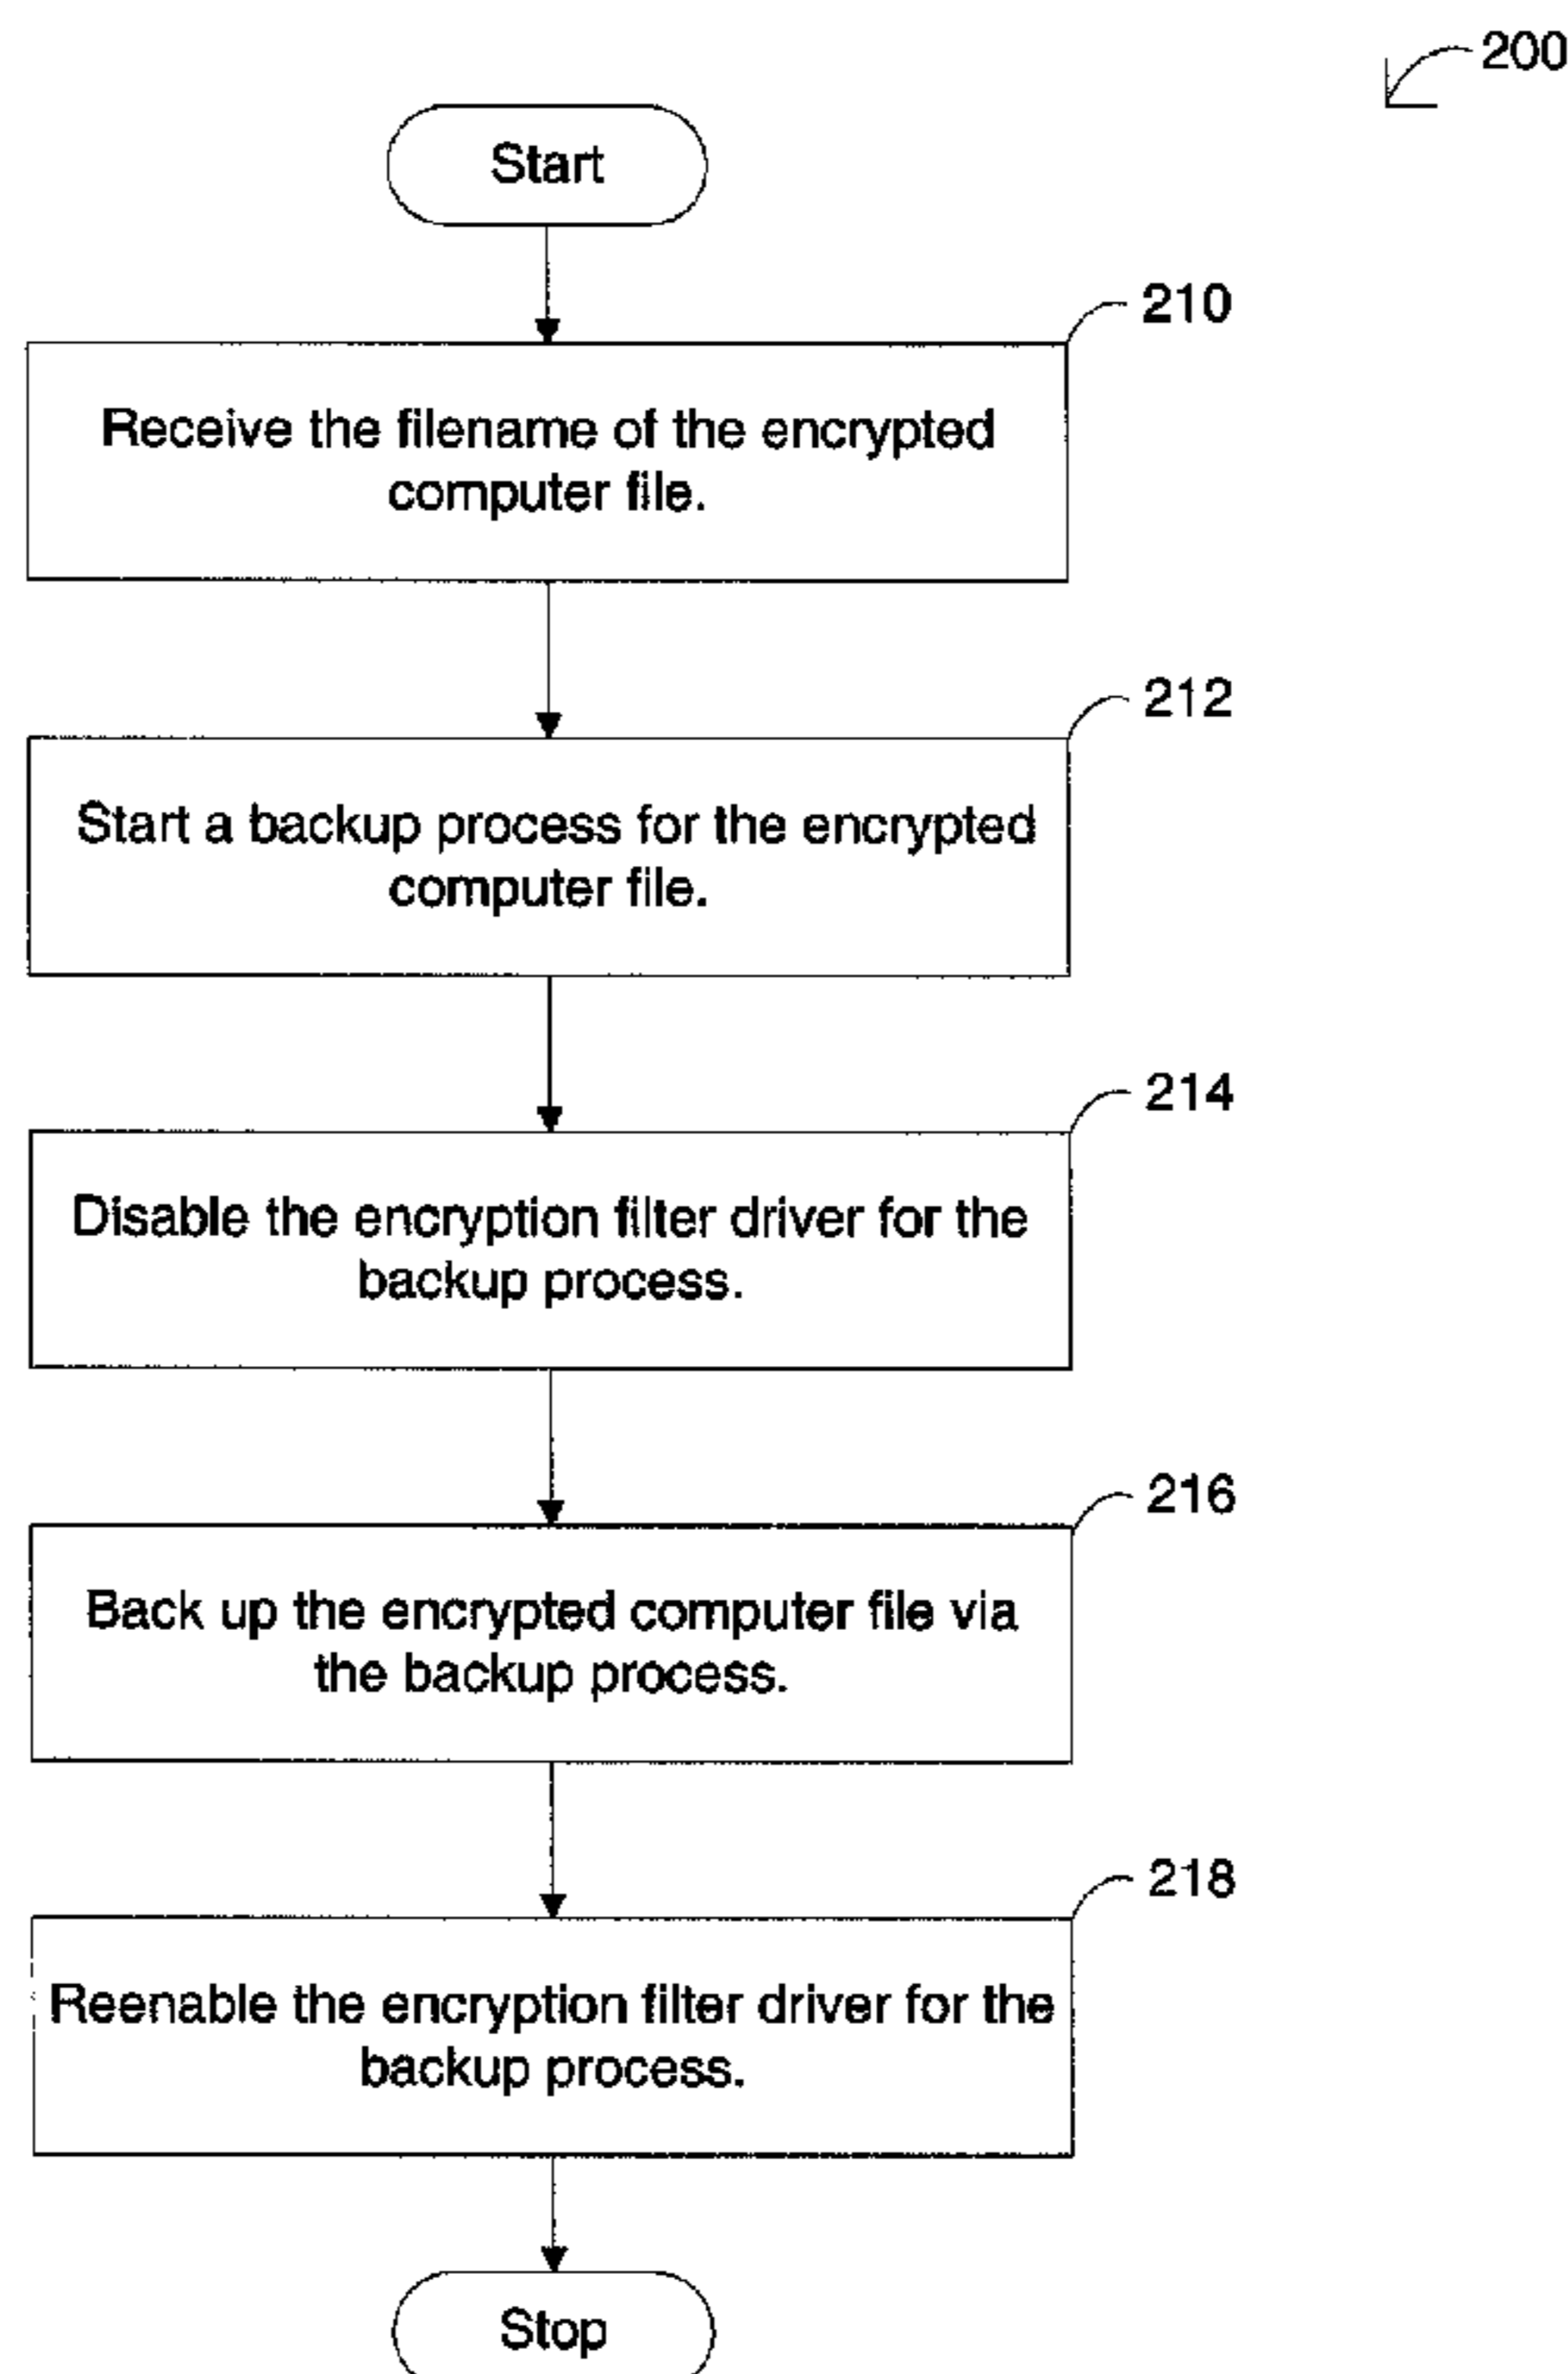 200
Start
210
Receive the filename of the encrypted
computer file.
212
Start a backup process for the encrypted
computer file.
214
Disable the encryption filter driver for the
backup process.
216
Back up the encrypted computer file via
the backup process.
218
Reenable the encryption filter driver for the
backup process.
Stop